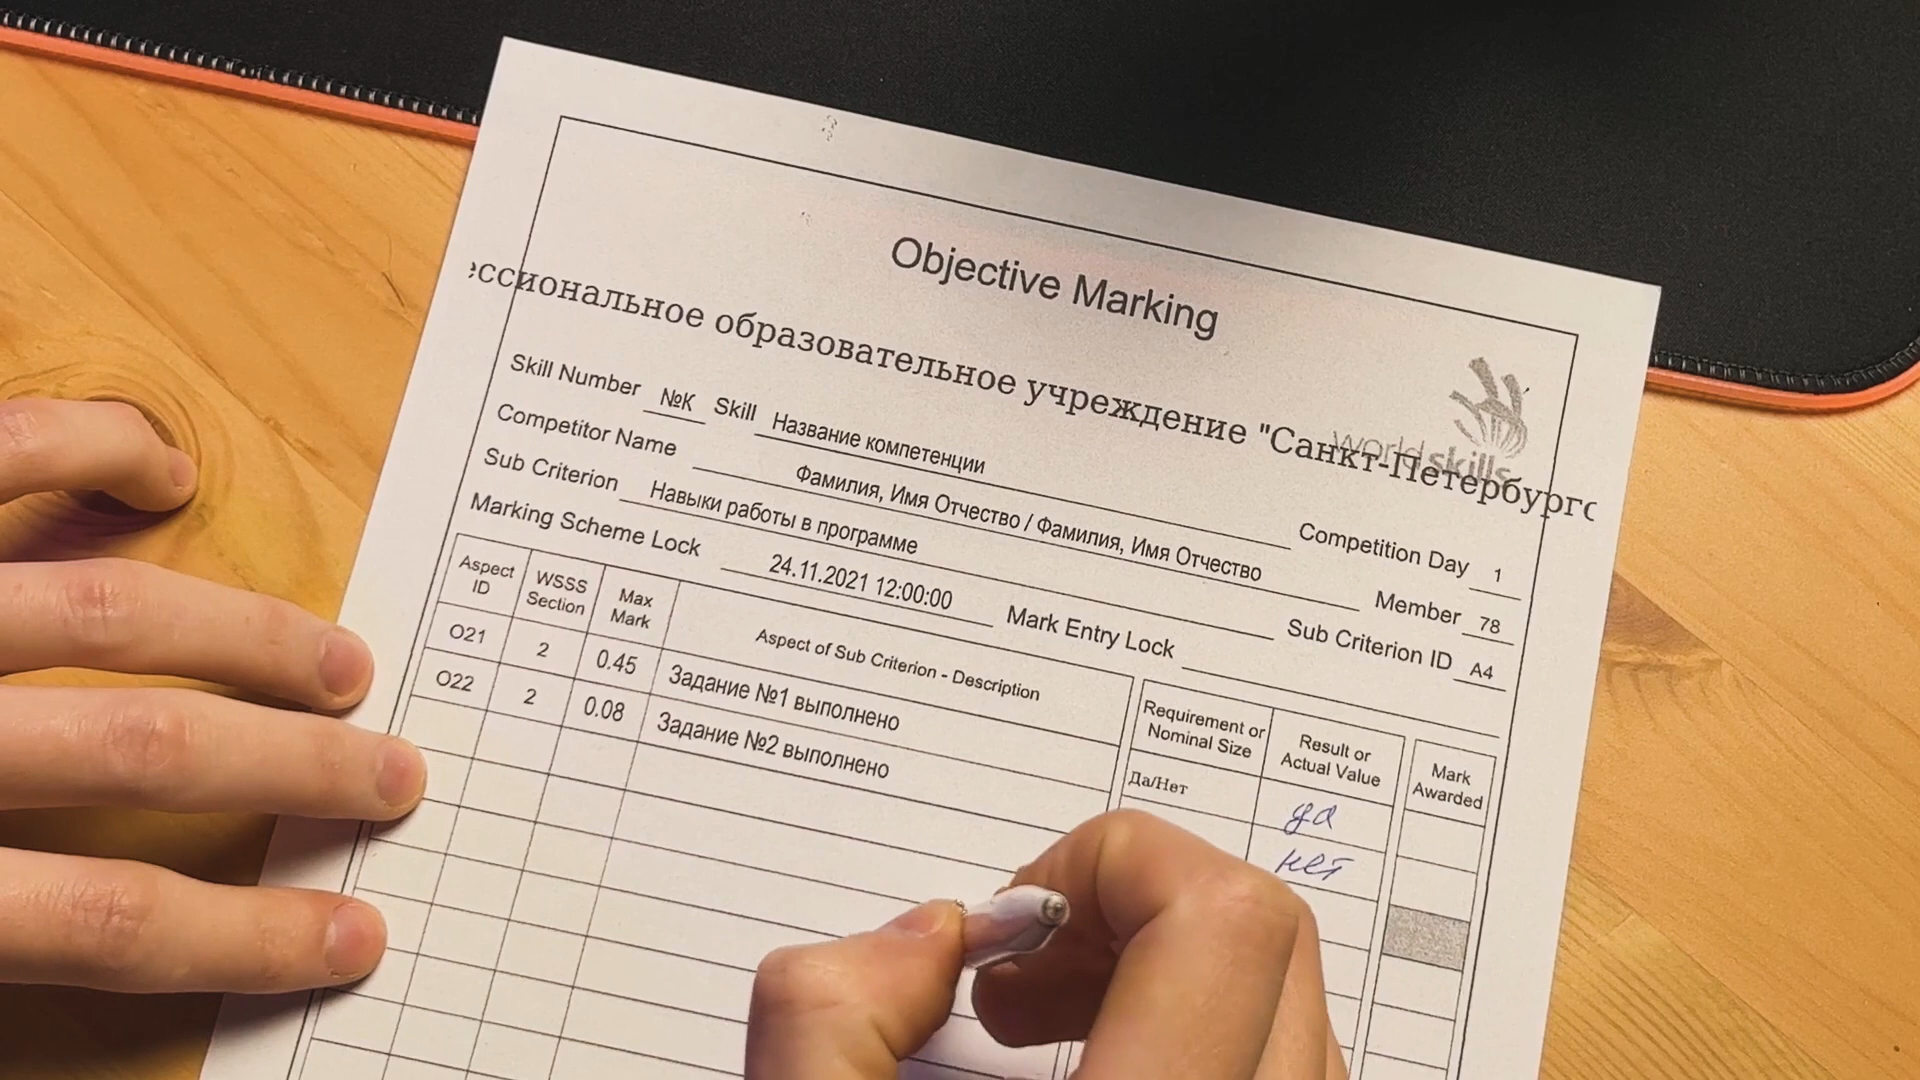 Objective Marking
ессиональное образовательное учреждение "Санкт-Петербургс
world skills
Skill Number №К Skill Название компетенции Competition Day 1
Competitor Name Фамилия, Имя Отчество / Фамилия, Имя Отчество Member 78
Sub Criterion Навыки работы в программе Sub Criterion ID A4
Marking Scheme Lock 24.11.2021 12:00:00 Mark Entry Lock
Aspect ID WSSS Section Max Mark Aspect of Sub Criterion - Description Requirement or Nominal Size Result or Actual Value Mark Awarded
O21 2 0.45 Задание №1 выполнено Да/Нет да
O22 2 0.08 Задание №2 выполнено нет